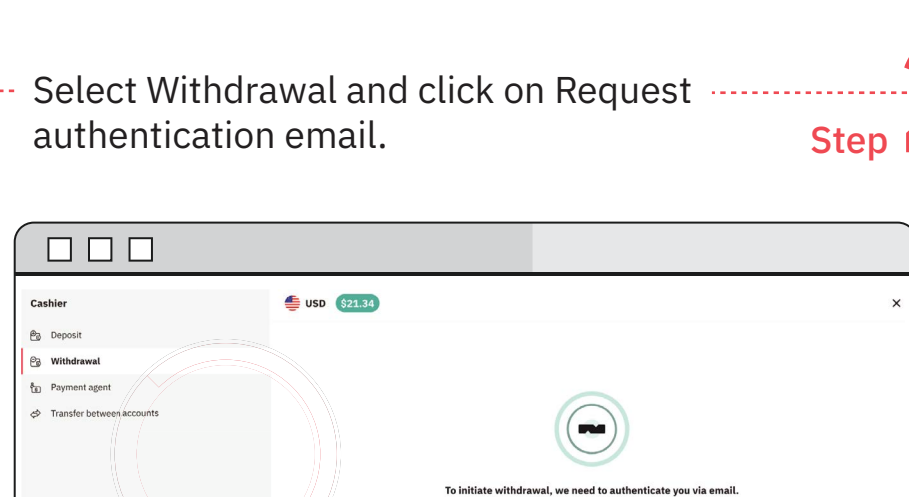 Select Withdrawal and click on Request
authentication email.
Step
Cashier
USD $21.34
Deposit
Withdrawal
Payment agent
Transfer between accounts
To initiate withdrawal, we need to authenticate you via email.